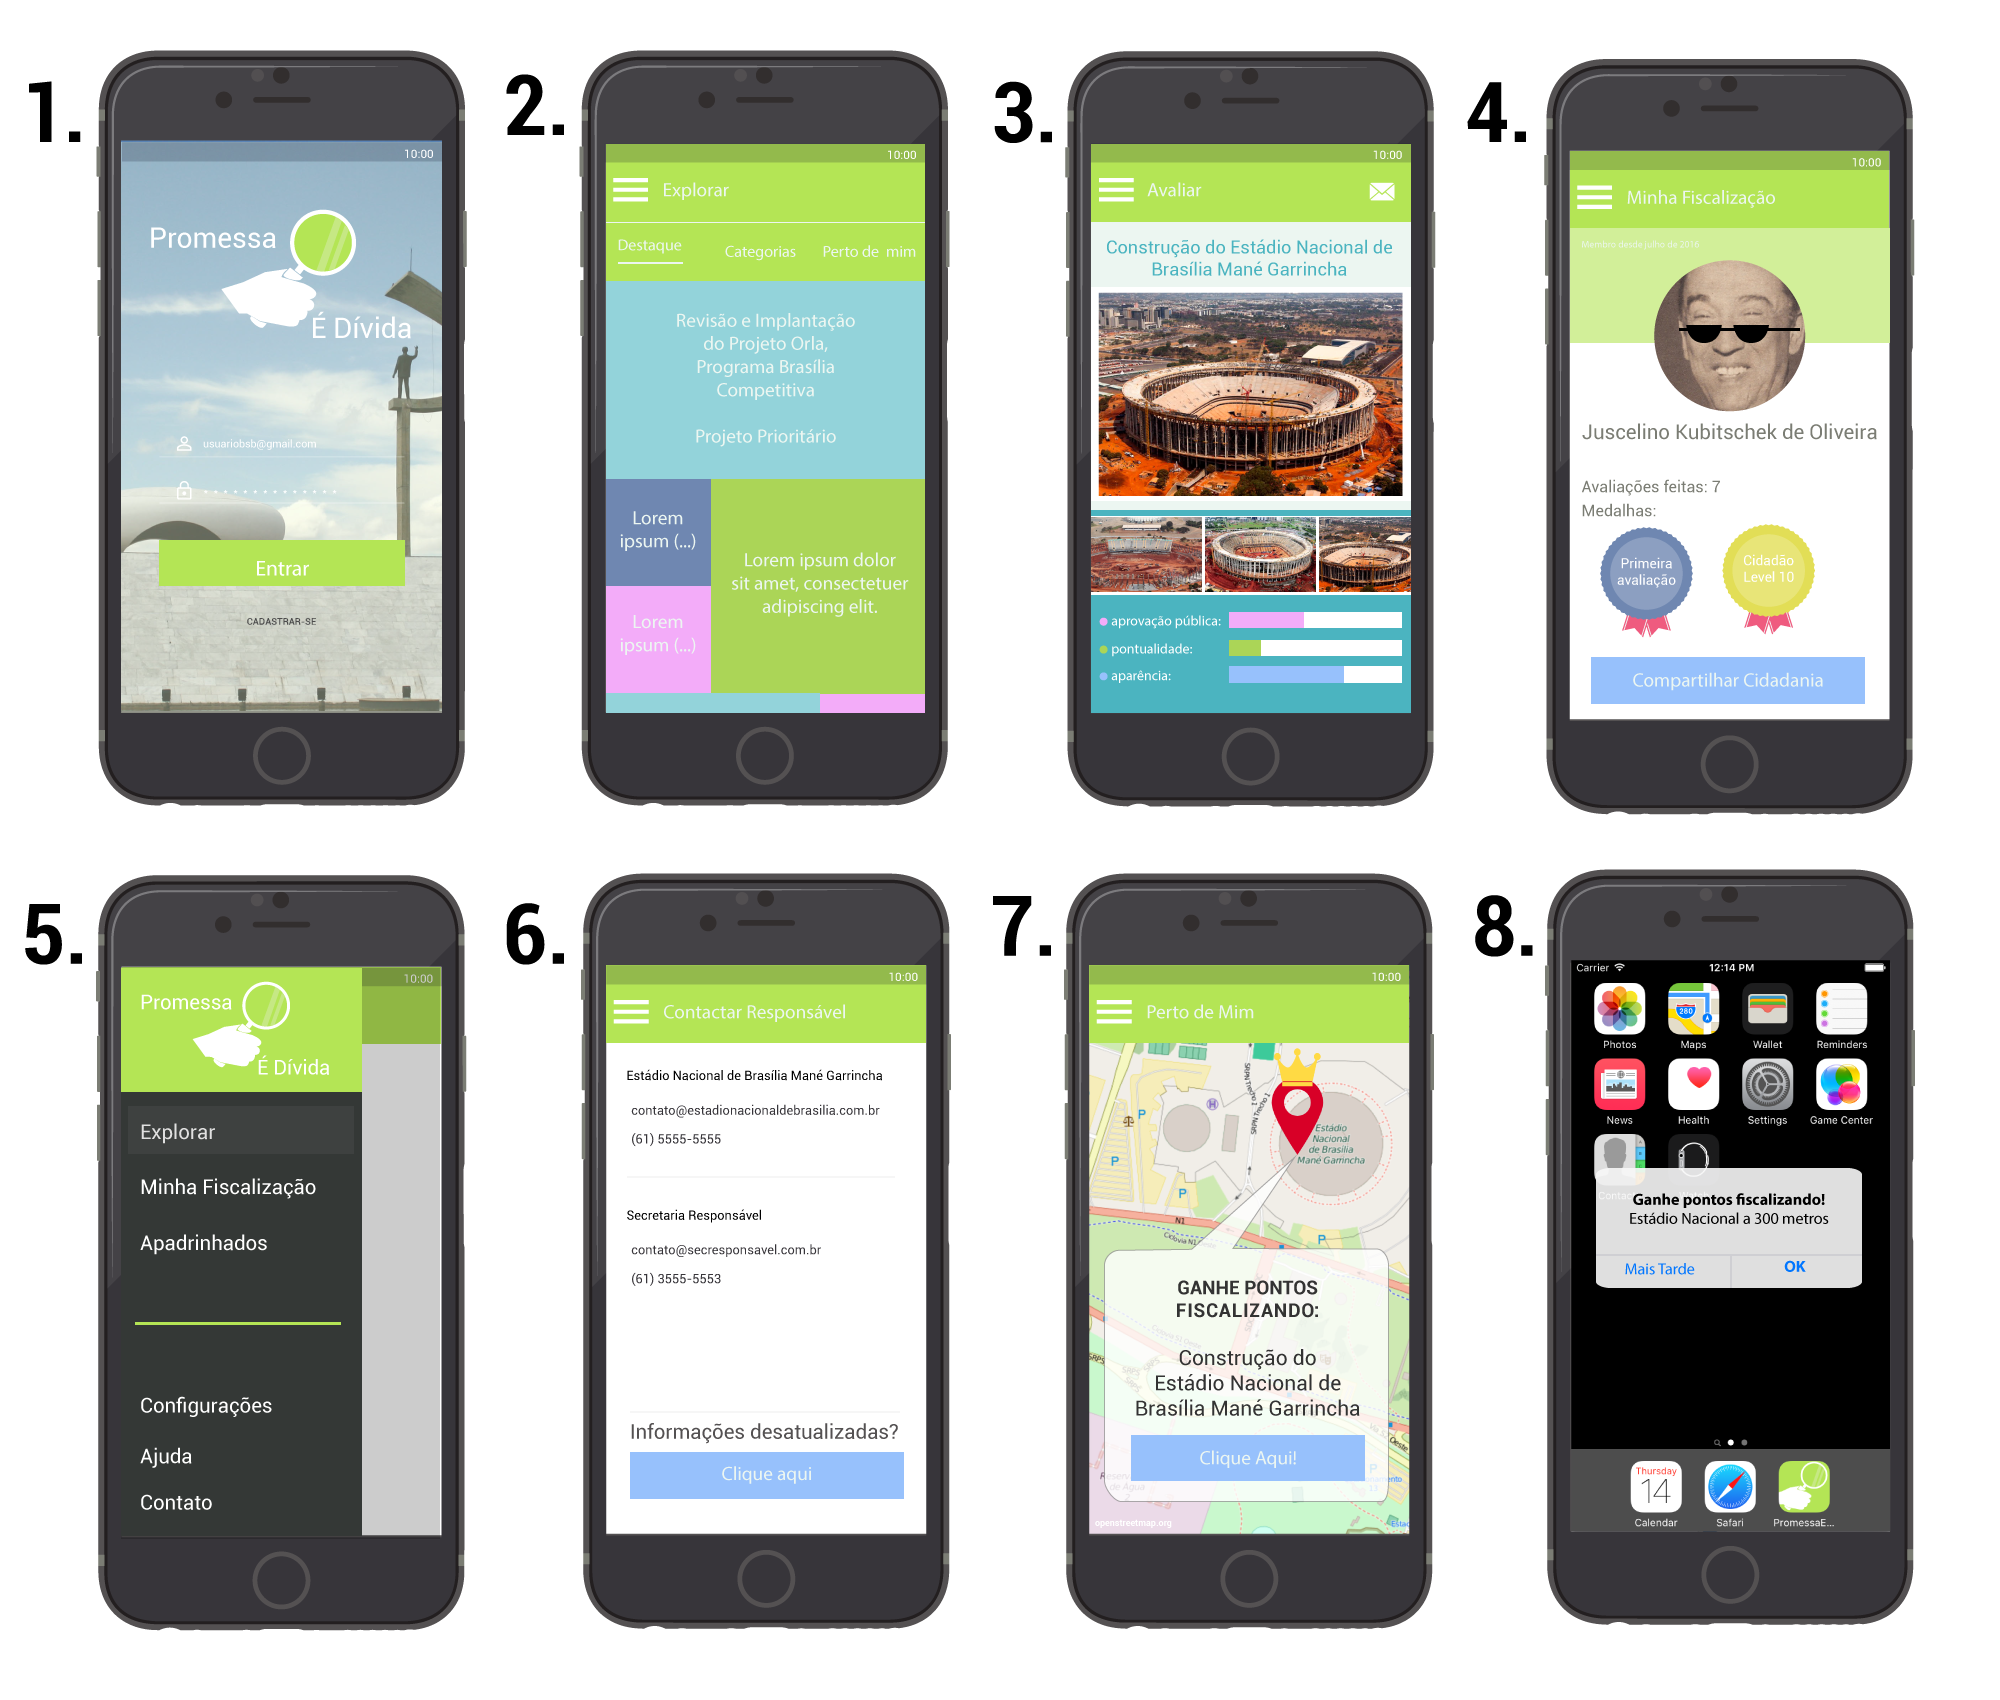 1.
10:00
Promessa
É Dívida
usuariobsb@gmail.com
Entrar
CADASTRAR-SE
2.
10:00
Explorar
Destaque
Categorias
Perto de mim
Revisão e Implantação
do Projeto Orla,
Programa Brasília
Competitiva
Projeto Prioritário
Lorem
ipsum (...)
Lorem ipsum dolor
sit amet, consectetuer
adipiscing elit.
Lorem
ipsum (...)
3.
10:00
Avaliar
Construção do Estádio Nacional de
Brasília Mané Garrincha
aprovação pública:
pontualidade:
aparência:
4.
10:00
Minha Fiscalização
Membro desde julho de 2016
Juscelino Kubitschek de Oliveira
Avaliações feitas: 7
Medalhas:
Primeira
avaliação
Cidadão
Level 10
Compartilhar Cidadania
5.
10:00
Promessa
É Dívida
Explorar
Minha Fiscalização
Apadrinhados
Configurações
Ajuda
Contato
6.
10:00
Contactar Responsável
Estádio Nacional de Brasília Mané Garrincha
contato@estadionacionaldebrasilia.com.br
(61) 5555-5555
Secretaria Responsável
contato@secresponsavel.com.br
(61) 3555-5553
Informações desatualizadas?
Clique aqui
7.
10:00
Perto de Mim
SRPN Trecho 1
P
H
Estádio
Nacional
de Brasília
Mané Garrincha
P
P
N1
Ciclovia N1
P
GANHE PONTOS
FISCALIZANDO:
Construção do
Estádio Nacional de
Brasília Mané Garrincha
Clique Aqui!
openstreetmap.org
8.
Carrier
12:14 PM
280
Photos
Maps
Wallet
Reminders
News
Health
Settings
Game Center
Ganhe pontos fiscalizando!
Estádio Nacional a 300 metros
Mais Tarde
OK
Thursday
14
Calendar
Safari
PromessaE...